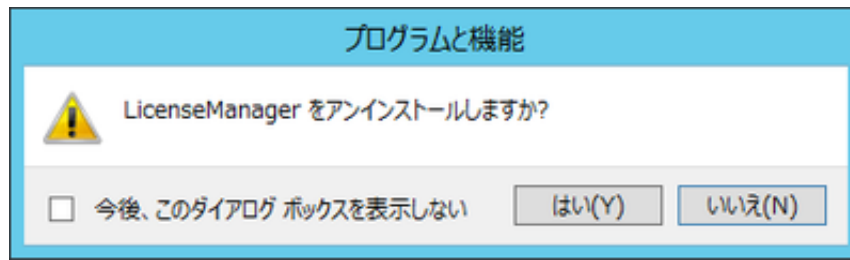 プログラムと機能
LicenseManager をアンインストールしますか?
今後、このダイアログ ボックスを表示しない
はい(Y)
いいえ(N)